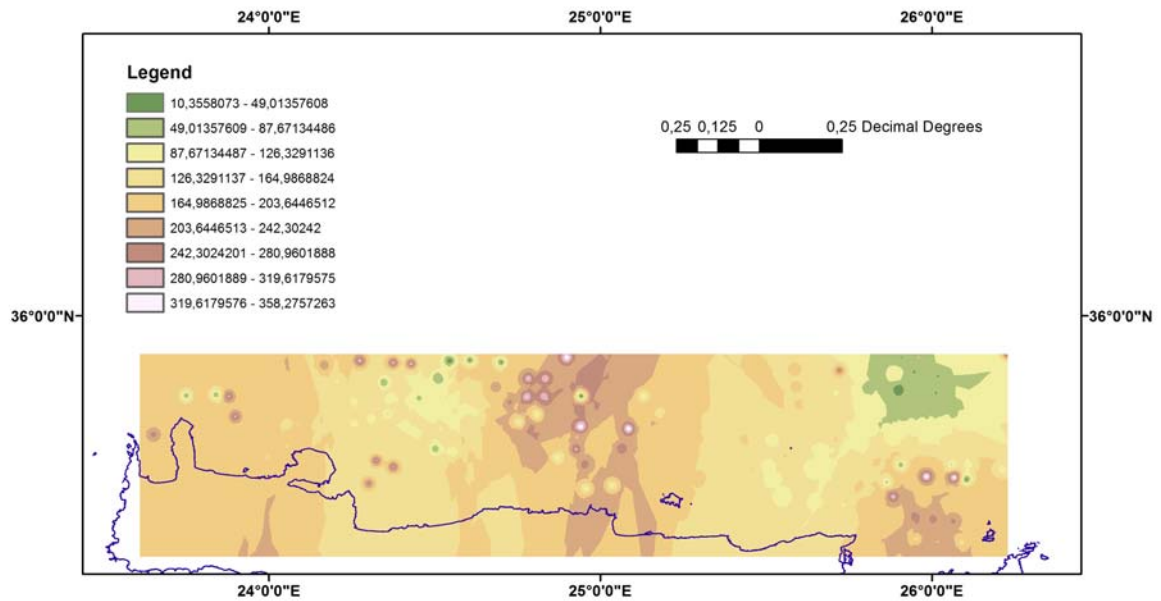 24°0'0"E 25°0'0"E 26°0'0"E
Legend
10,3558073 - 49,01357608
49,01357609 - 87,67134486
87,67134487 - 126,3291136
126,3291137 - 164,9868824
164,9868825 - 203,6446512
203,6446513 - 242,30242
242,3024201 - 280,9601888
280,9601889 - 319,6179575
319,6179576 - 358,2757263
0,25 0,125 0 0,25 Decimal Degrees
36°0'0"N 36°0'0"N
24°0'0"E 25°0'0"E 26°0'0"E